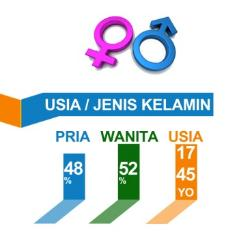 USIA / JENIS KELAMIN
PRIA WANITA USIA
48 % 52 % 17
45
YO